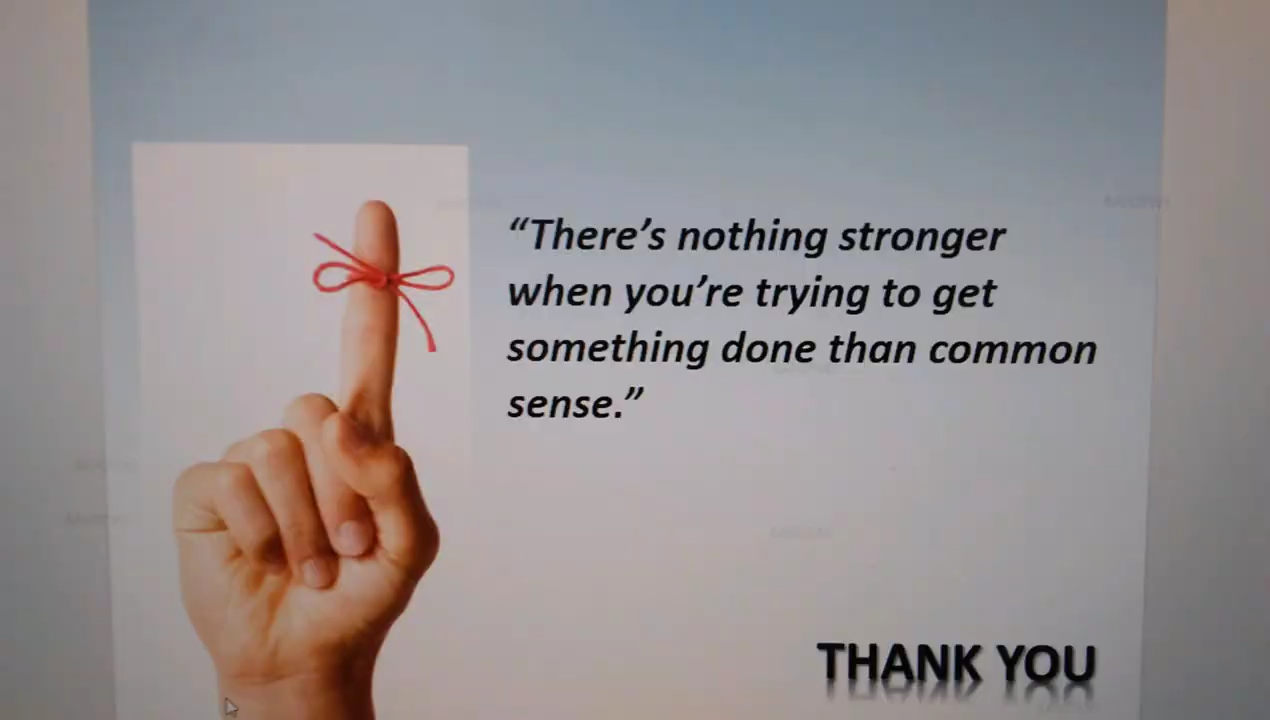 “There’s nothing stronger
when you’re trying to get
something done than common
sense.”
THANK YOU